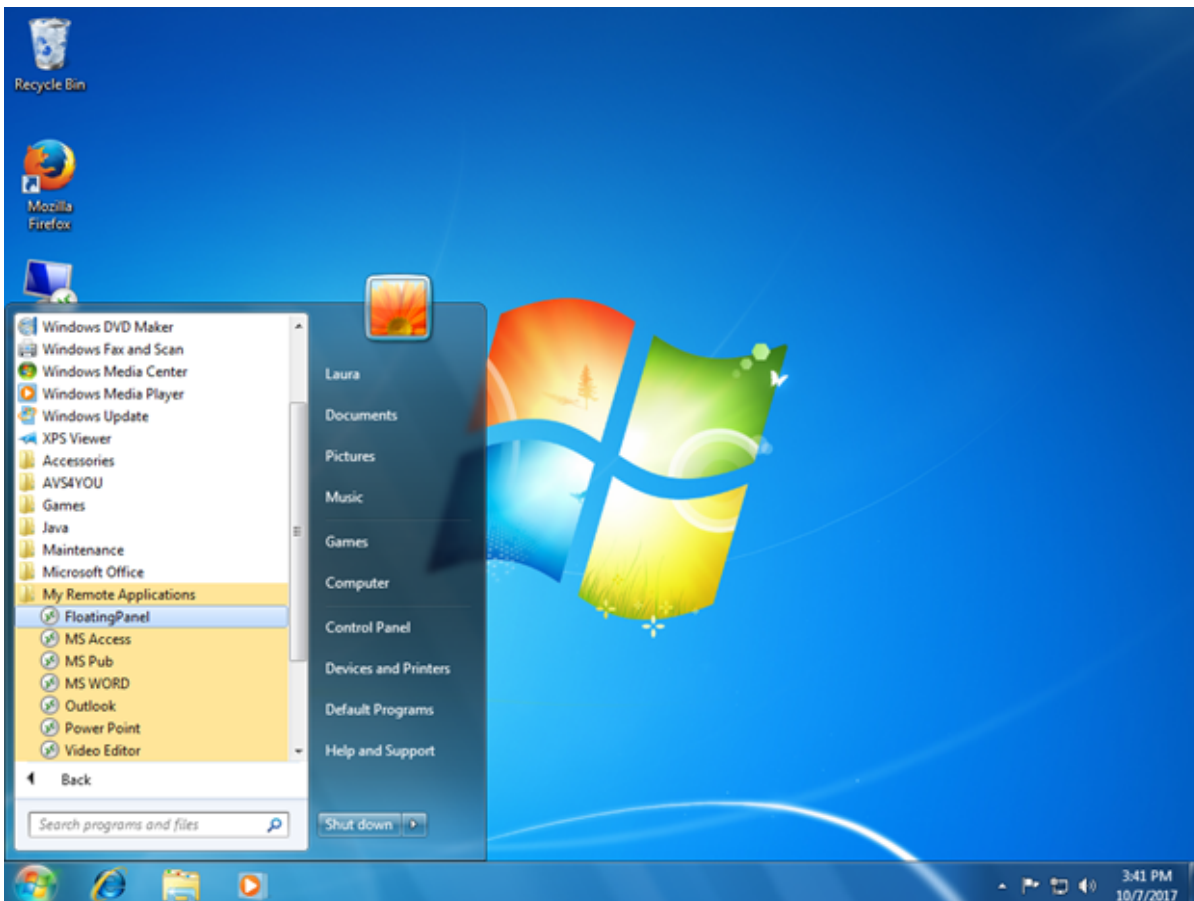 Recycle Bin
Mozilla
Firefox
Windows DVD Maker
Windows Fax and Scan
Windows Media Center
Windows Media Player
Windows Update
XPS Viewer
Accessories
AVS4YOU
Games
Java
Maintenance
Microsoft Office
My Remote Applications
FloatingPanel
MS Access
MS Pub
MS WORD
Outlook
Power Point
Video Editor
Back
Search programs and files
Laura
Documents
Pictures
Music
Games
Computer
Control Panel
Devices and Printers
Default Programs
Help and Support
Shut down
3:41 PM
10/7/2017